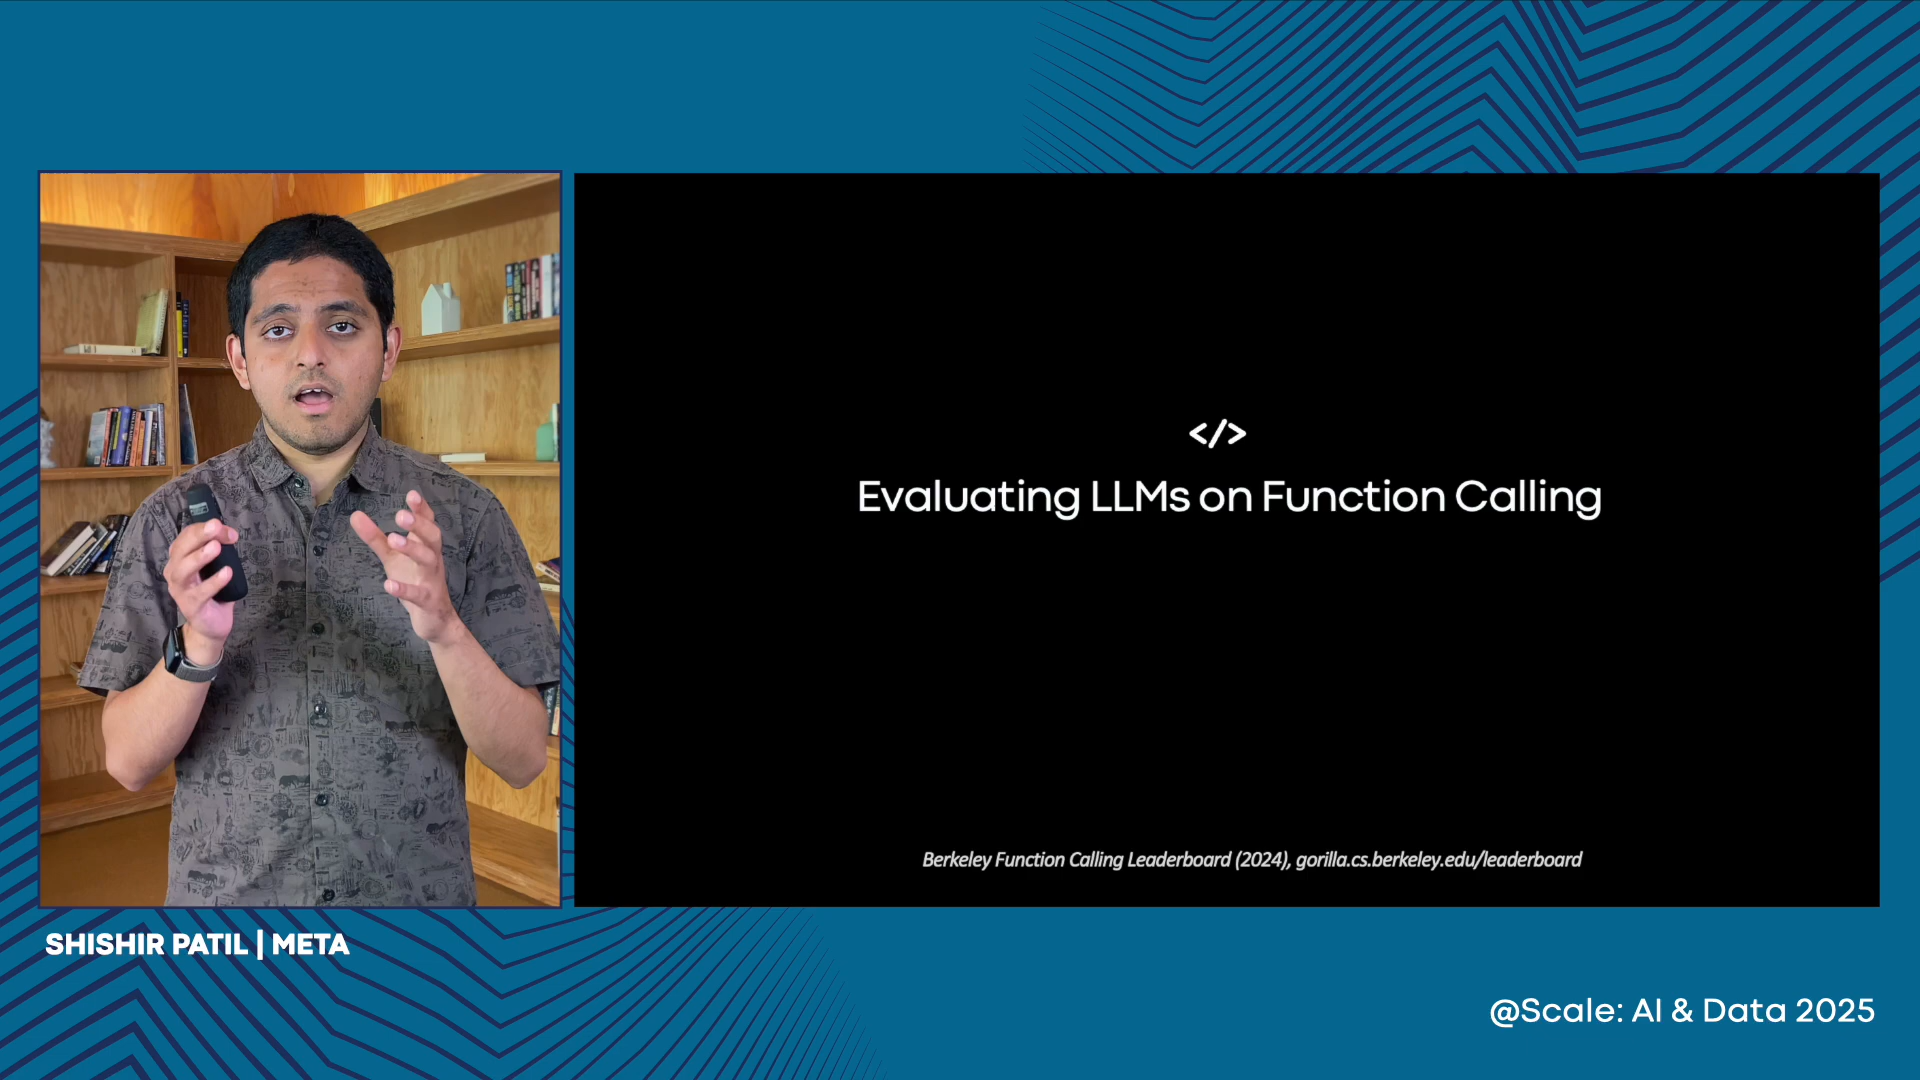 </>
Evaluating LLMs on Function Calling
Berkeley Function Calling Leaderboard (2024), gorilla.cs.berkeley.edu/leaderboard
SHISHIR PATIL | META
@Scale: AI & Data 2025